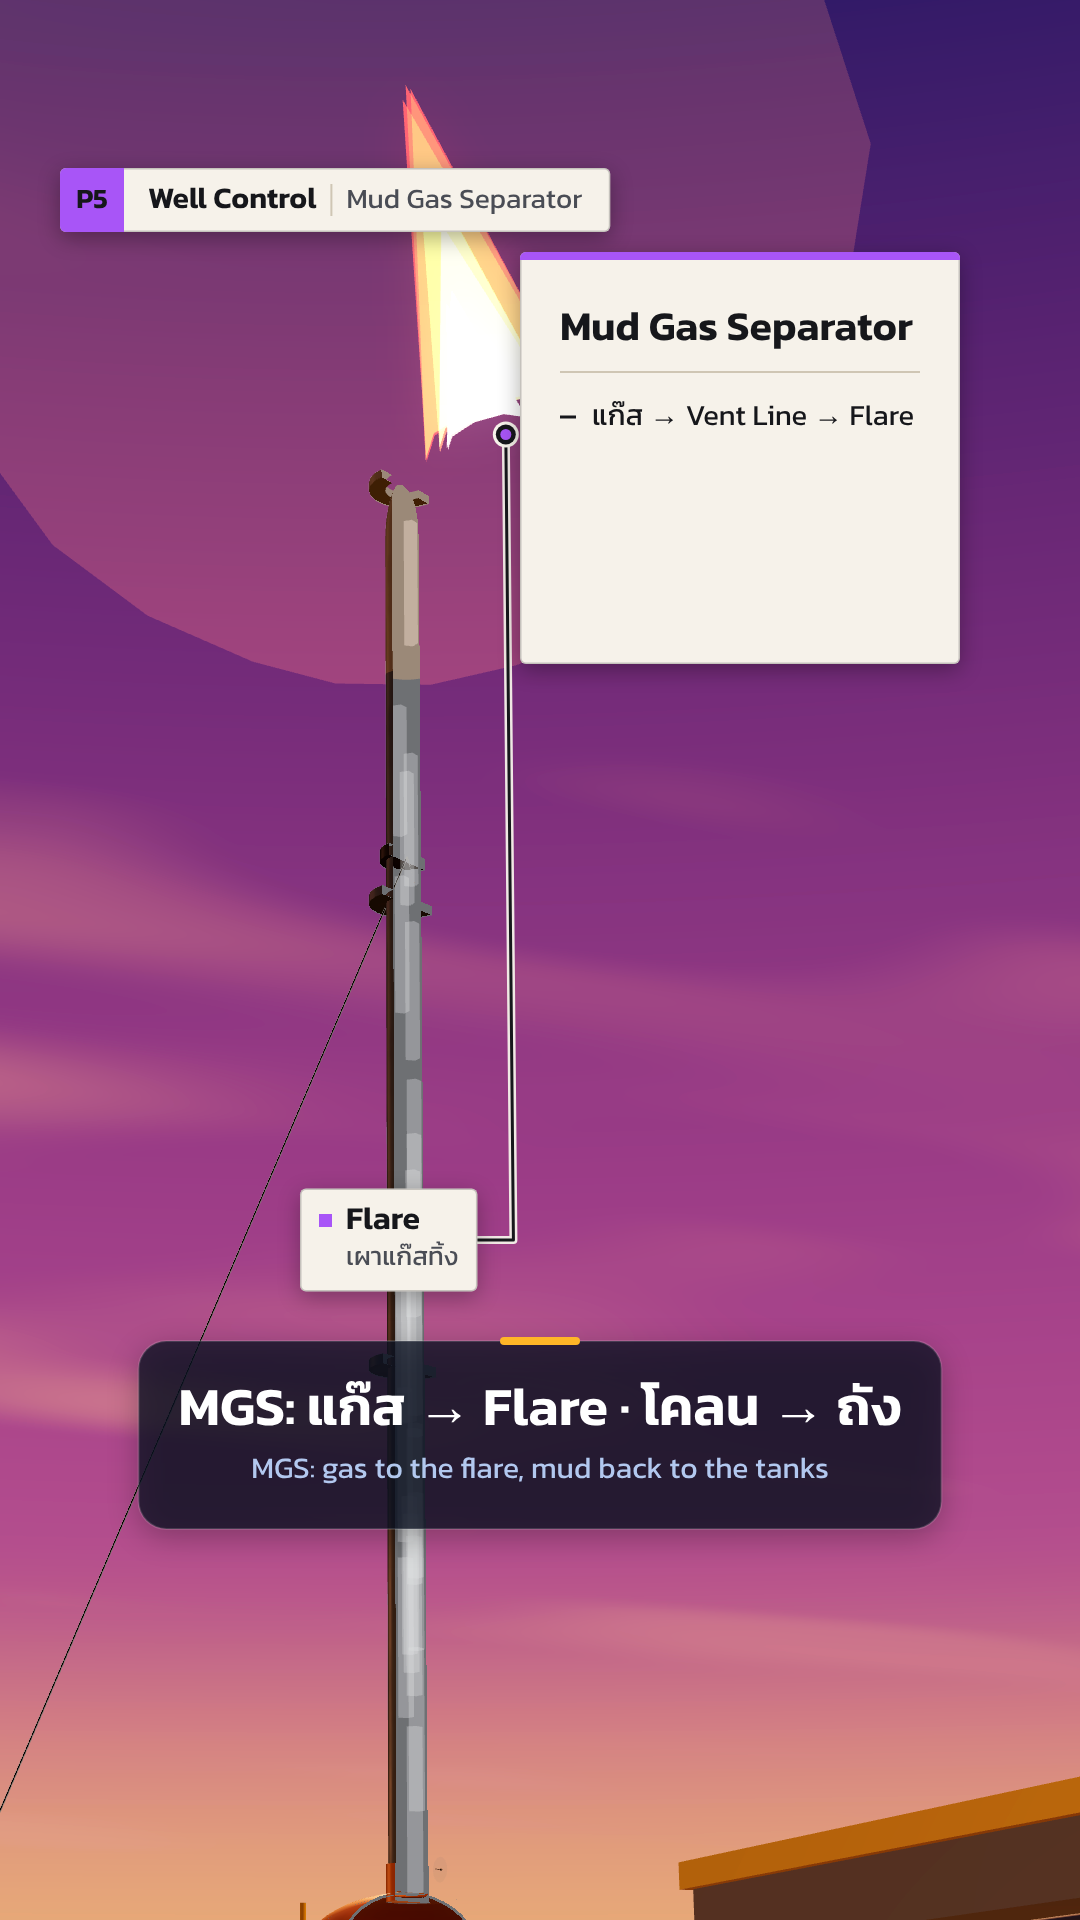 P5 Well Control Mud Gas Separator
Mud Gas Separator
– แก๊ส → Vent Line → Flare
Flare
เผาแก๊สทิ้ง
MGS: แก๊ส → Flare · โคลน → ถัง
MGS: gas to the flare, mud back to the tanks